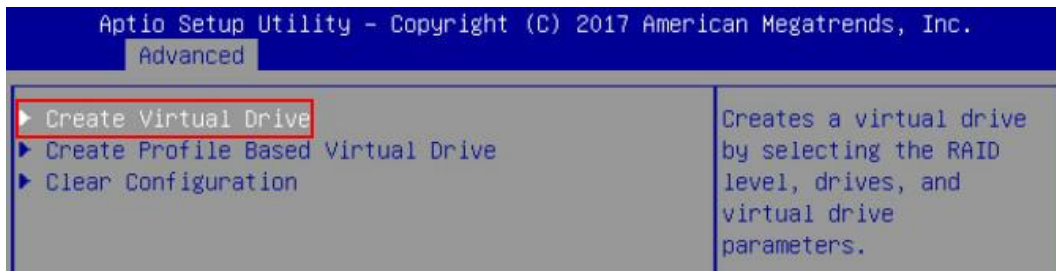 Aptio Setup Utility – Copyright (C) 2017 American Megatrends, Inc.
Advanced
Create Virtual Drive
Create Profile Based Virtual Drive
Clear Configuration
Creates a virtual drive
by selecting the RAID
level, drives, and
virtual drive
parameters.